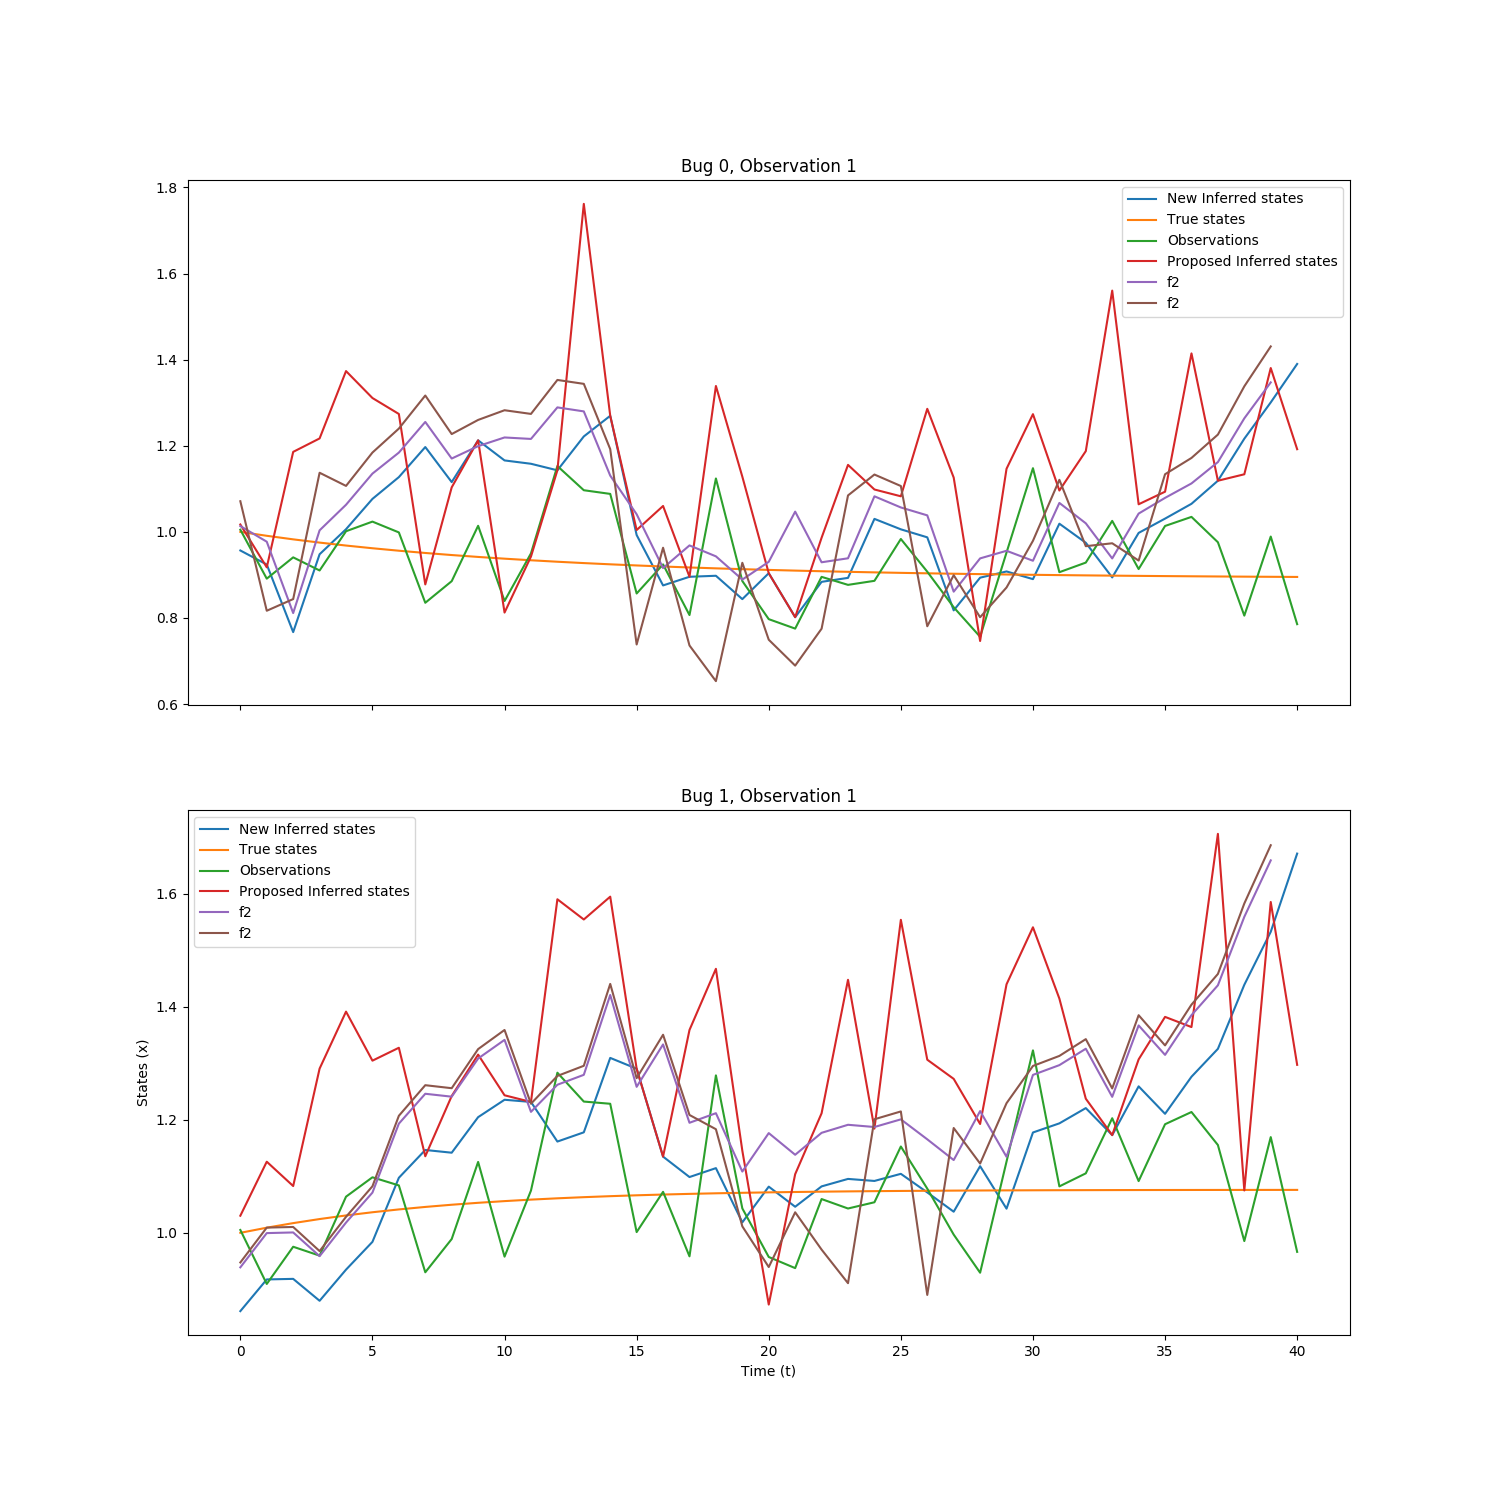 Bug 0, Observation 1
1.8
1.6
1.4
1.2
1.0
0.8
0.6
New Inferred states
True states
Observations
Proposed Inferred states
f2
f2
Bug 1, Observation 1
States (x)
1.6
1.4
1.2
1.0
New Inferred states
True states
Observations
Proposed Inferred states
f2
f2
0 5 10 15 20 25 30 35 40
Time (t)